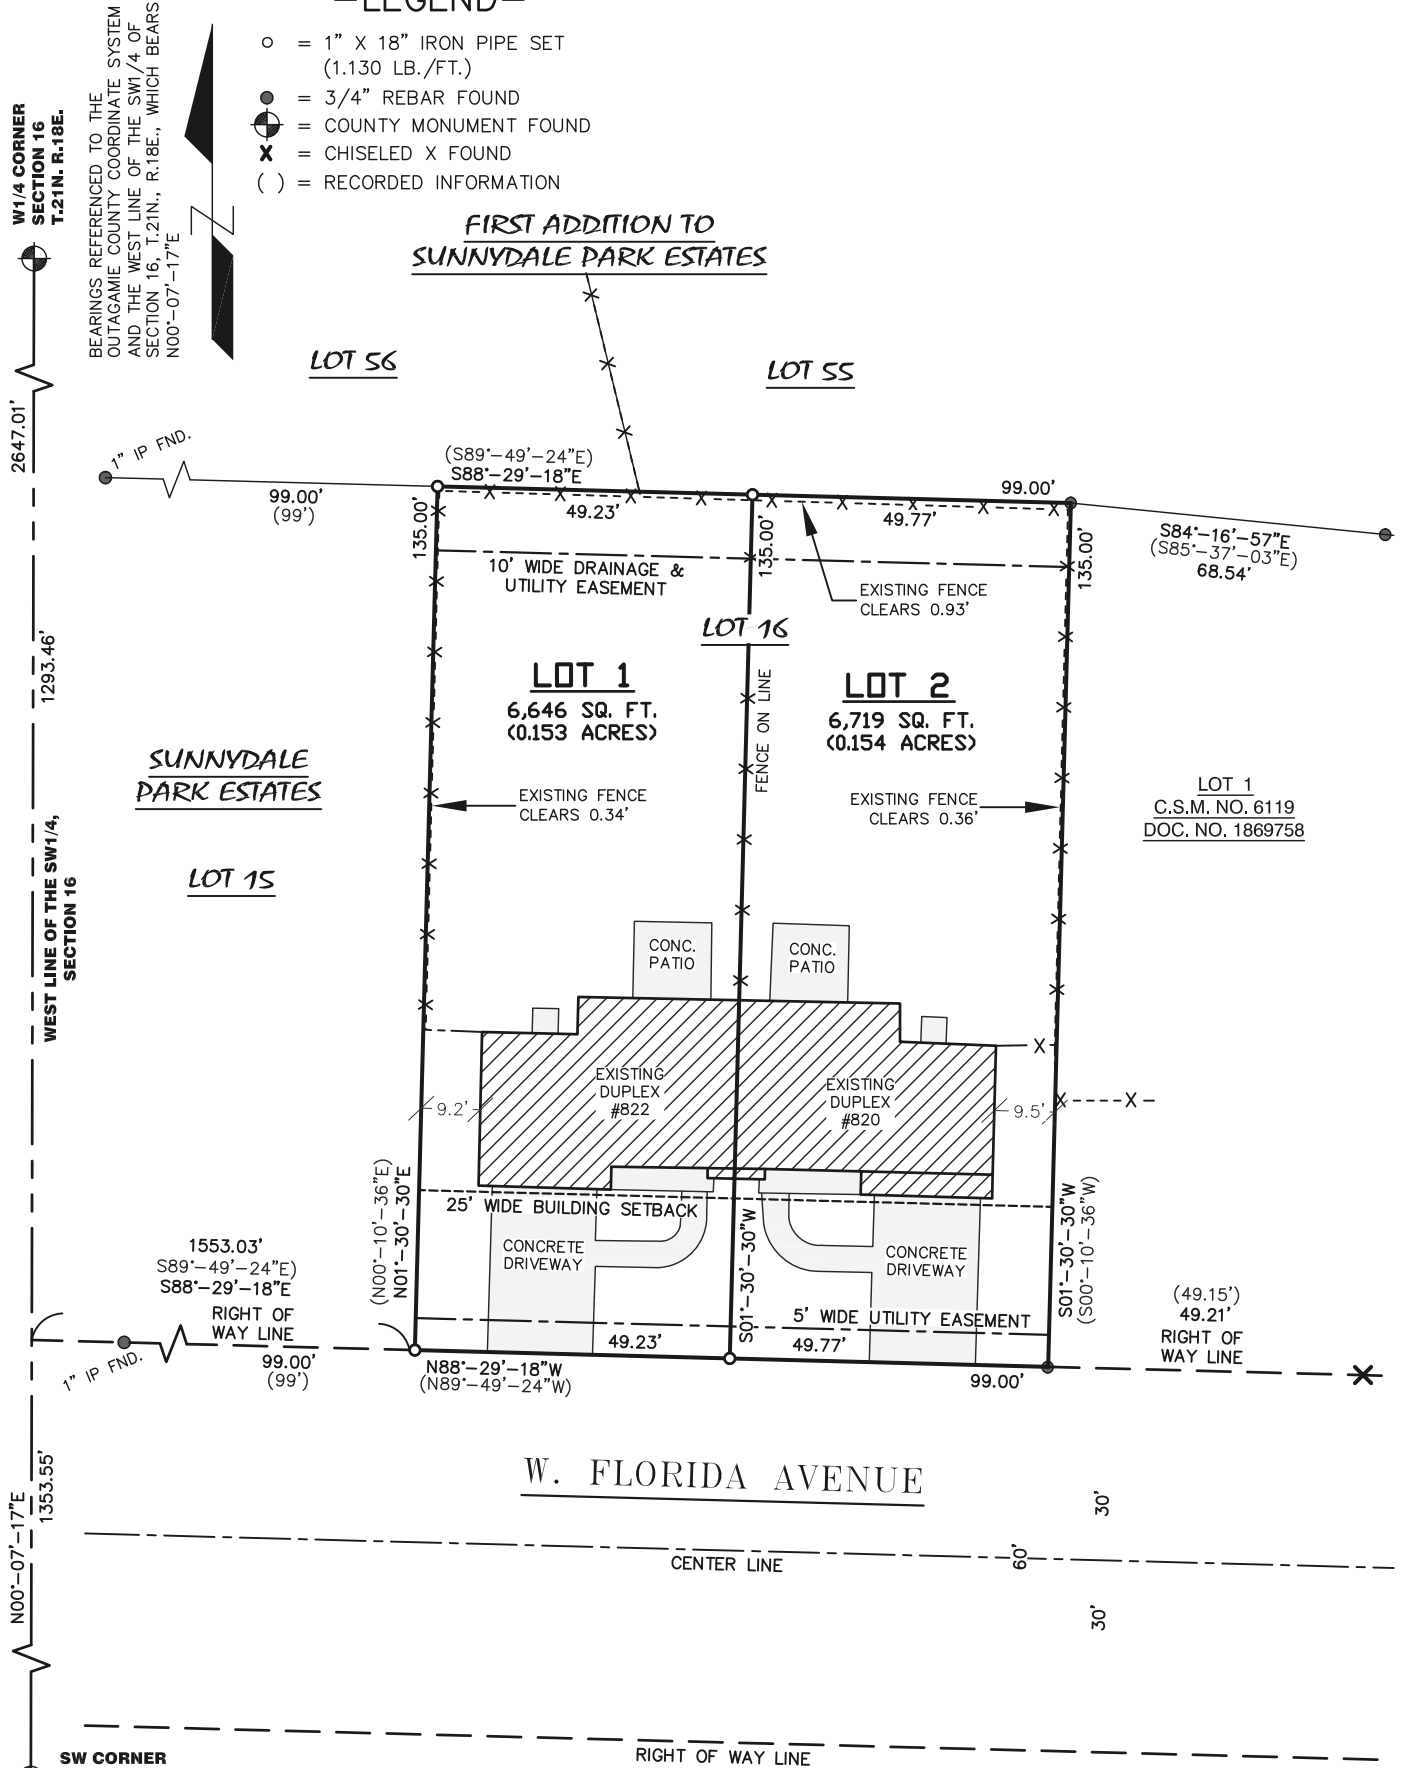 -LEGEND-
= 1" X 18" IRON PIPE SET
(1.130 LB./FT.)
= 3/4" REBAR FOUND
= COUNTY MONUMENT FOUND
X = CHISELED X FOUND
( ) = RECORDED INFORMATION
W1/4 CORNER
SECTION 16
T.21N. R.18E.
BEARINGS REFERENCED TO THE
OUTAGAMIE COUNTY COORDINATE SYSTEM
AND THE WEST LINE OF THE SW1/4 OF
SECTION 16, T.21N., R.18E., WHICH BEARS
N00°-07'-17"E
FIRST ADDITION TO
SUNNYDALE PARK ESTATES
LOT 56
LOT 55
2647.01'
1" IP FND.
99.00'
(99')
(S89°-49'-24"E)
S88°-29'-18"E
99.00'
49.23'
49.77'
135.00'
135.00'
135.00'
S84°-16'-57"E
(S85°-37'-03"E)
68.54'
10' WIDE DRAINAGE &
UTILITY EASEMENT
EXISTING FENCE
CLEARS 0.93'
LOT 16
LOT 1
6,646 SQ. FT.
(0.153 ACRES)
LOT 2
6,719 SQ. FT.
(0.154 ACRES)
FENCE ON LINE
1293.46'
SUNNYDALE
PARK ESTATES
LOT 15
EXISTING FENCE
CLEARS 0.34'
EXISTING FENCE
CLEARS 0.36'
LOT 1
C.S.M. NO. 6119
DOC. NO. 1869758
WEST LINE OF THE SW1/4,
SECTION 16
CONC.
PATIO
CONC.
PATIO
EXISTING
DUPLEX
#822
EXISTING
DUPLEX
#820
9.2'
9.5'
(N00°-10'-36"E)
N01°-30'-30"E
25' WIDE BUILDING SETBACK
S01°-30'-30"W
S01°-30'-30"W
(S00°-10'-36"W)
CONCRETE
DRIVEWAY
CONCRETE
DRIVEWAY
1553.03'
S89°-49'-24"E)
S88°-29'-18"E
RIGHT OF
WAY LINE
99.00'
(99')
1" IP FND.
5' WIDE UTILITY EASEMENT
49.23'
49.77'
N88°-29'-18"W
(N89°-49'-24"W)
99.00'
(49.15')
49.21'
RIGHT OF
WAY LINE
1353.55'
N00°-07'-17"E
W. FLORIDA AVENUE
30'
60'
30'
CENTER LINE
RIGHT OF WAY LINE
SW CORNER